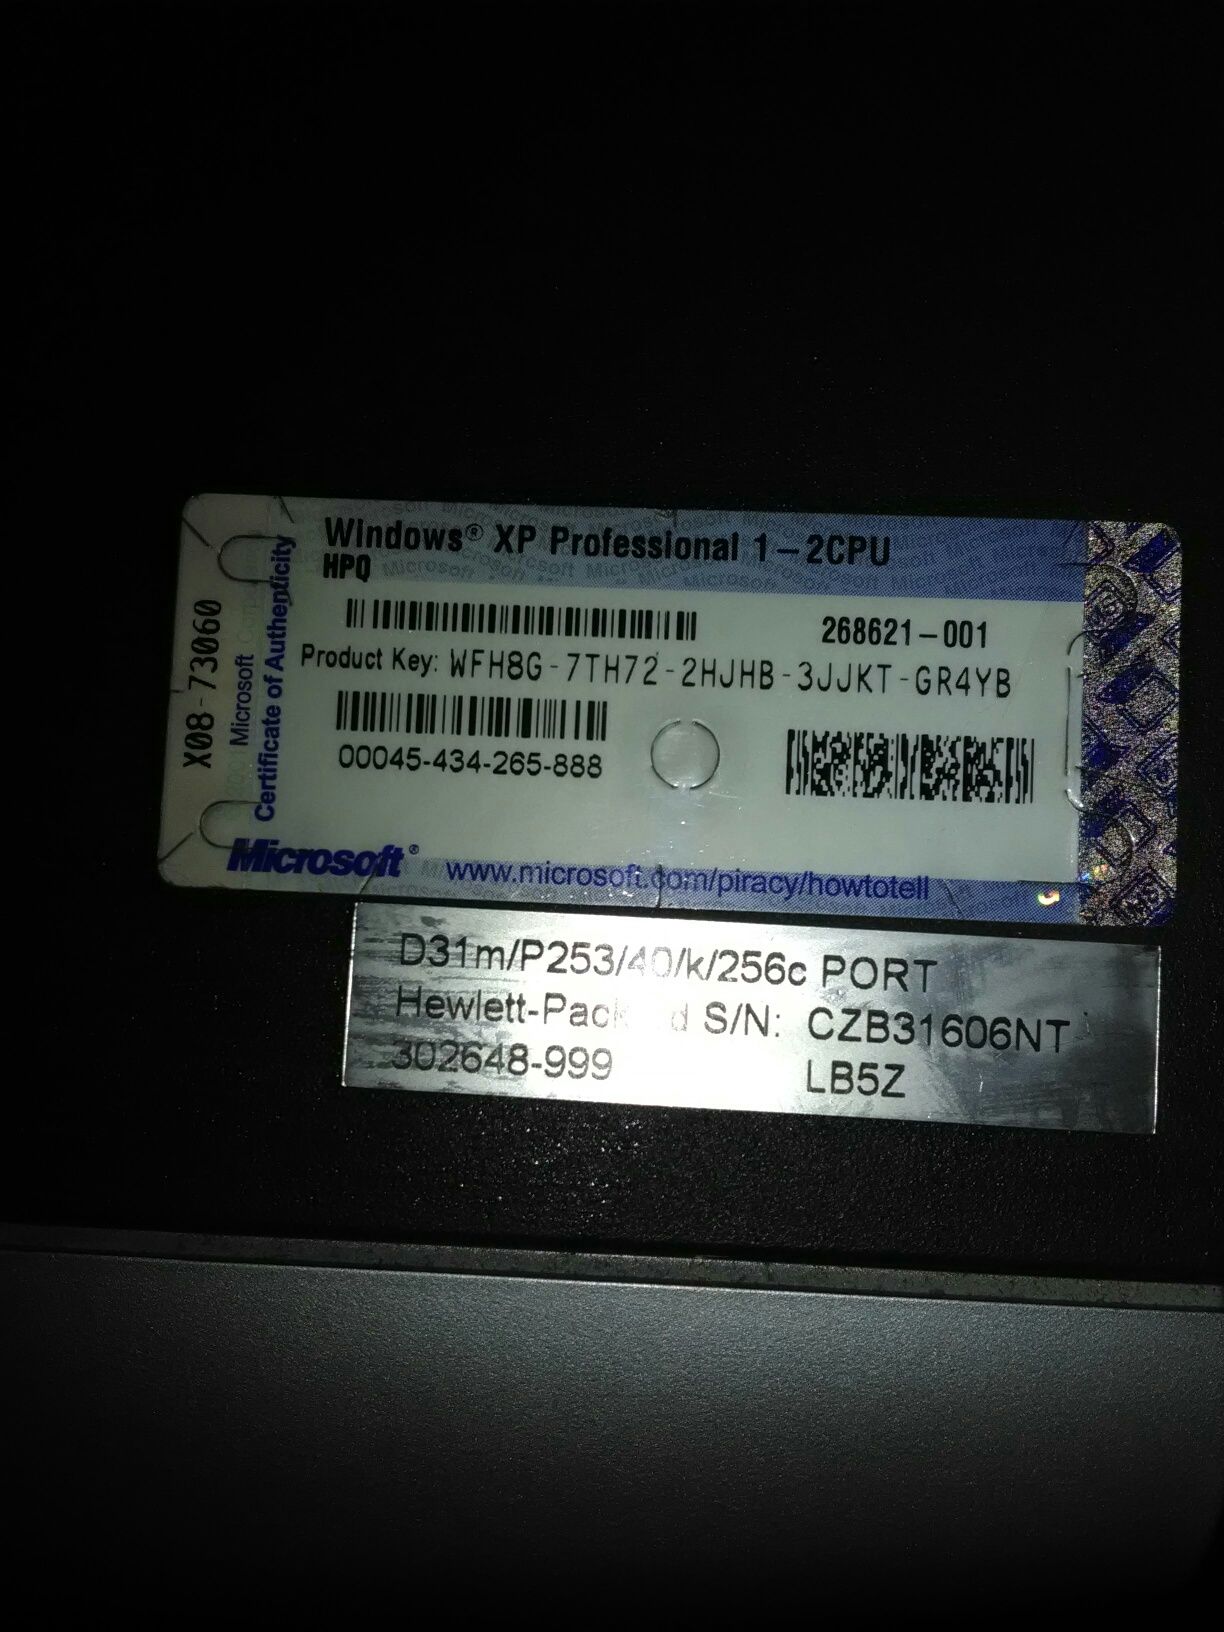 Windows® XP Professional 1-2CPU
HPQ
268621-001
Product Key: WFH8G-7TH72-2HJHB-3JJKT-GR4YB
00045-434-265-888
X08-73060
Microsoft
Certificate of Authenticity
Microsoft®
www.microsoft.com/piracy/howtotell
D31m/P253/40/k/256c PORT
S/N: CZB31606NT
302648-999 LB5Z